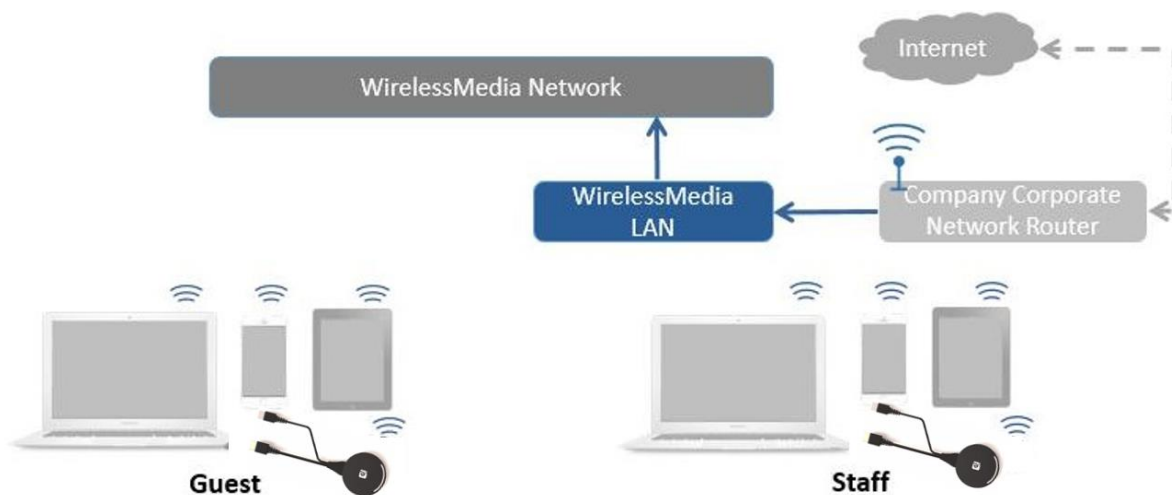 Internet
WirelessMedia Network
WirelessMedia
LAN
Company Corporate
Network Router
Guest
Staff